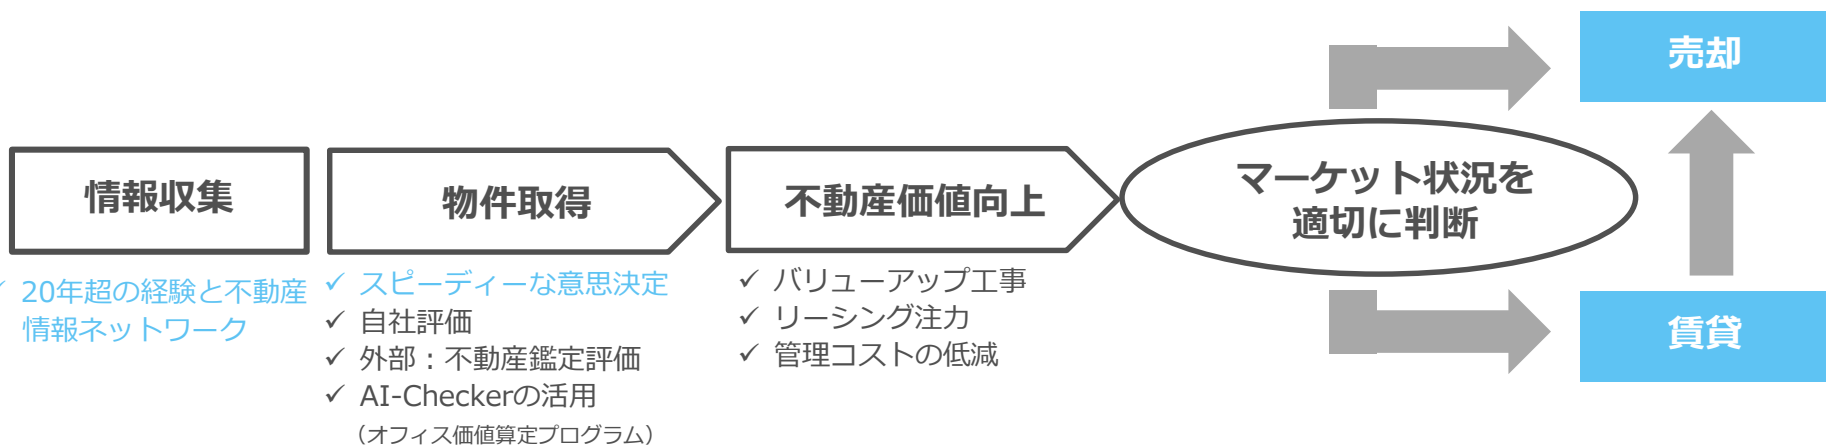 情報収集
✓ 20年超の経験と不動産
情報ネットワーク
物件取得
✓ スピーディーな意思決定
✓ 自社評価
✓ 外部：不動産鑑定評価
✓ AI-Checkerの活用
（オフィス価値算定プログラム）
不動産価値向上
✓ バリューアップ工事
✓ リーシング注力
✓ 管理コストの低減
マーケット状況を
適切に判断
売却
賃貸